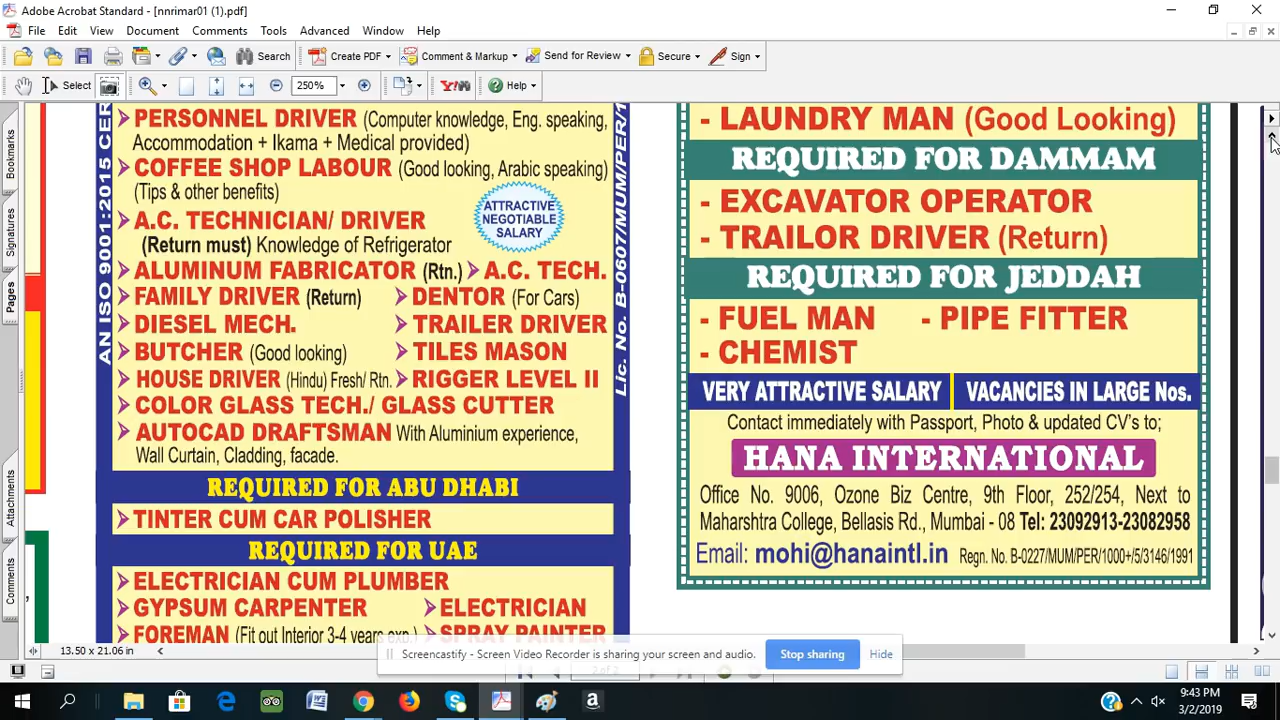 Adobe Acrobat Standard - [nnrimar01 (1).pdf]
File Edit View Document Comments Tools Advanced Window Help
Search Create PDF Comment & Markup Send for Review Secure Sign
Select 250% Y! Help
Bookmarks
Signatures
Pages
Attachments
Comments
AN ISO 9001:2015 CER
PERSONNEL DRIVER (Computer knowledge, Eng. speaking,
Accommodation + Ikama + Medical provided)
COFFEE SHOP LABOUR (Good looking, Arabic speaking)
(Tips & other benefits)
A.C. TECHNICIAN/ DRIVER
(Return must) Knowledge of Refrigerator
ATTRACTIVE
NEGOTIABLE
SALARY
ALUMINUM FABRICATOR (Rtn.) A.C. TECH.
FAMILY DRIVER (Return) DENTOR (For Cars)
DIESEL MECH. TRAILER DRIVER
BUTCHER (Good looking) TILES MASON
HOUSE DRIVER (Hindu) Fresh/ Rtn. RIGGER LEVEL II
COLOR GLASS TECH./ GLASS CUTTER
AUTOCAD DRAFTSMAN With Aluminium experience,
Wall Curtain, Cladding, facade.
REQUIRED FOR ABU DHABI
TINTER CUM CAR POLISHER
REQUIRED FOR UAE
ELECTRICIAN CUM PLUMBER
GYPSUM CARPENTER ELECTRICIAN
FOREMAN (Fit out Interior 3-4 years exp.) SPRAY PAINTER
Lic. No. B-0607/MUM/PER/1
- LAUNDRY MAN (Good Looking)
REQUIRED FOR DAMMAM
- EXCAVATOR OPERATOR
- TRAILOR DRIVER (Return)
REQUIRED FOR JEDDAH
- FUEL MAN - PIPE FITTER
- CHEMIST
VERY ATTRACTIVE SALARY VACANCIES IN LARGE Nos.
Contact immediately with Passport, Photo & updated CV's to;
HANA INTERNATIONAL
Office No. 9006, Ozone Biz Centre, 9th Floor, 252/254, Next to
Maharshtra College, Bellasis Rd., Mumbai - 08 Tel: 23092913-23082958
Email: mohi@hanaintl.in Regn. No. B-0227/MUM/PER/1000+/5/3146/1991
13.50 x 21.06 in
Screencastify - Screen Video Recorder is sharing your screen and audio. Stop sharing Hide
2 of 2
9:43 PM
3/2/2019